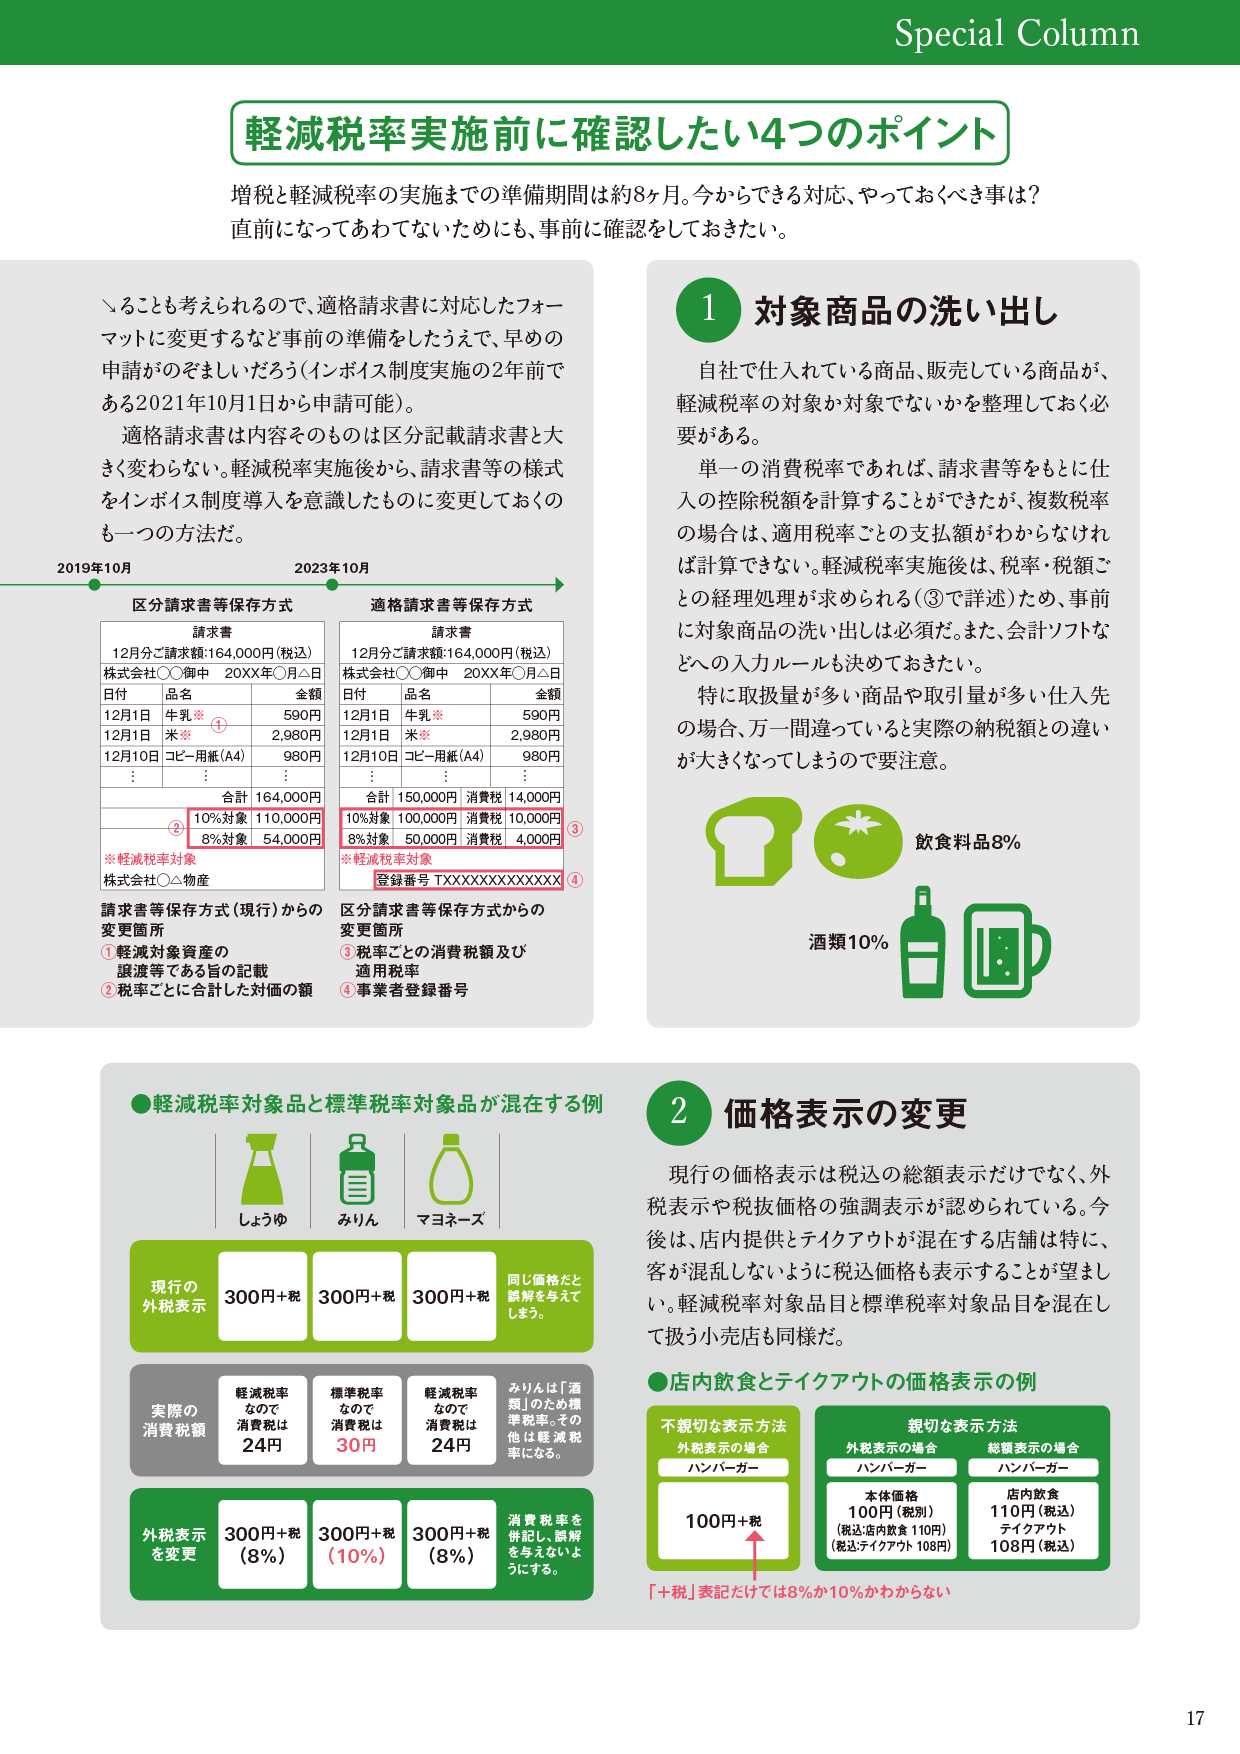 Special Column
軽減税率実施前に確認したい4つのポイント
増税と軽減税率の実施までの準備期間は約8ヶ月。今からできる対応、やっておくべき事は？
直前になってあわてないためにも、事前に確認をしておきたい。
1 対象商品の洗い出し
自社で仕入れている商品、販売している商品が、
軽減税率の対象か対象でないかを整理しておく必
要がある。
単一の消費税率であれば、請求書等をもとに仕
入の控除税額を計算することができたが、複数税率
の場合は、適用税率ごとの支払額がわからなけれ
ば計算できない。軽減税率実施後は、税率・税額ご
との経理処理が求められる（③で詳述）ため、事前
に対象商品の洗い出しは必須だ。また、会計ソフトな
どへの入力ルールも決めておきたい。
特に取扱量が多い商品や取引量が多い仕入先
の場合、万一間違っていると実際の納税額との違い
が大きくなってしまうので要注意。
飲食料品8%
酒類10%
↘ることも考えられるので、適格請求書に対応したフォー
マットに変更するなど事前の準備をしたうえで、早めの
申請がのぞましいだろう（インボイス制度実施の2年前で
ある2021年10月1日から申請可能）。
適格請求書は内容そのものは区分記載請求書と大
きく変わらない。軽減税率実施後から、請求書等の様式
をインボイス制度導入を意識したものに変更しておくの
も一つの方法だ。
2019年10月
2023年10月
区分請求書等保存方式
請求書
12月分ご請求額:164,000円（税込）
株式会社〇〇御中 20XX年〇月△日
日付 品名 金額
12月1日 牛乳※ 590円
①
12月1日 米※ 2,980円
12月10日 コピー用紙（A4） 980円
⋮ ⋮ ⋮
合計 164,000円
② 10%対象 110,000円
8%対象 54,000円
※軽減税率対象
株式会社〇△物産
請求書等保存方式（現行）からの
変更箇所
①軽減対象資産の
譲渡等である旨の記載
②税率ごとに合計した対価の額
適格請求書等保存方式
請求書
12月分ご請求額:164,000円（税込）
株式会社〇〇御中 20XX年〇月△日
日付 品名 金額
12月1日 牛乳※ 590円
12月1日 米※ 2,980円
12月10日 コピー用紙（A4） 980円
⋮ ⋮ ⋮
合計 150,000円 消費税 14,000円
10%対象 100,000円 消費税 10,000円
③
8%対象 50,000円 消費税 4,000円
※軽減税率対象
登録番号 TXXXXXXXXXXXXX ④
区分請求書等保存方式からの
変更箇所
③税率ごとの消費税額及び
適用税率
④事業者登録番号
2 価格表示の変更
現行の価格表示は税込の総額表示だけでなく、外
税表示や税抜価格の強調表示が認められている。今
後は、店内提供とテイクアウトが混在する店舗は特に、
客が混乱しないように税込価格も表示することが望まし
い。軽減税率対象品目と標準税率対象品目を混在し
て扱う小売店も同様だ。
●店内飲食とテイクアウトの価格表示の例
不親切な表示方法
外税表示の場合
ハンバーガー
100円＋税
親切な表示方法
外税表示の場合
ハンバーガー
本体価格
100円（税別）
（税込:店内飲食 110円）
（税込:テイクアウト 108円）
総額表示の場合
ハンバーガー
店内飲食
110円（税込）
テイクアウト
108円（税込）
「＋税」表記だけでは8%か10%かわからない
●軽減税率対象品と標準税率対象品が混在する例
しょうゆ みりん マヨネーズ
現行の
外税表示
300円＋税 300円＋税 300円＋税
同じ価格だと
誤解を与えて
しまう。
実際の
消費税額
軽減税率
なので
消費税は
24円
標準税率
なので
消費税は
30円
軽減税率
なので
消費税は
24円
みりんは「酒
類」のため標
準税率。その
他は軽減税
率になる。
外税表示
を変更
300円＋税
（8%）
300円＋税
（10%）
300円＋税
（8%）
消費税率を
併記し、誤解
を与えないよ
うにする。
17